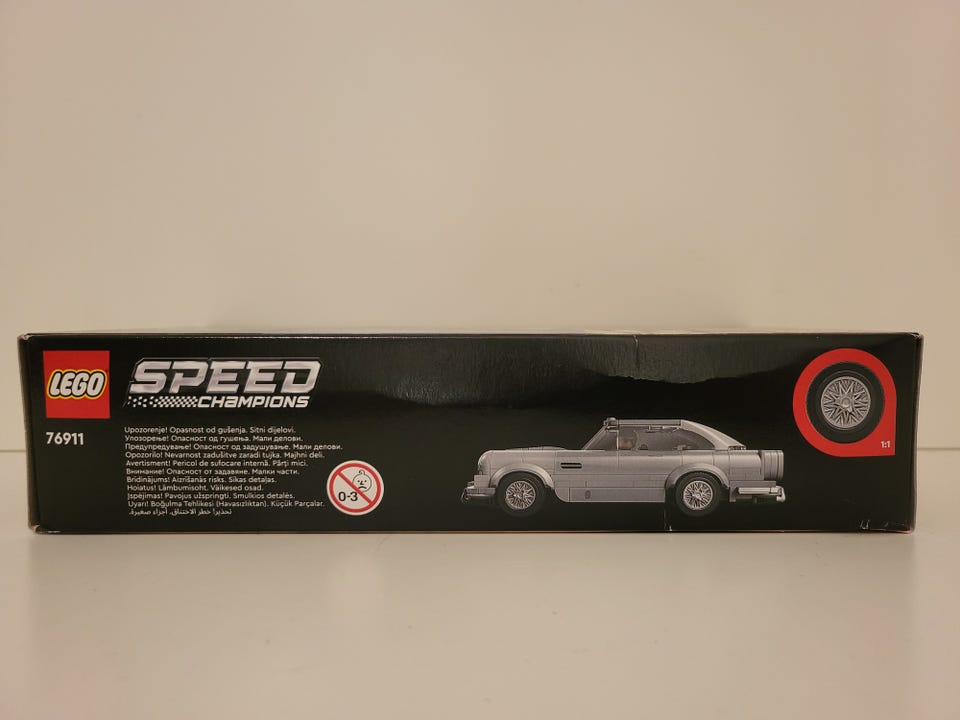 LEGO
SPEED
CHAMPIONS
76911
Upozorenje! Opasnost od gušenja. Sitni dijelovi.
Упозорење! Опасност од гушења. Мали делови.
Предупредување! Опасност од задушување. Мали делови.
Opozorilo! Nevarnost zadušitve zaradi tujka. Majhni deli.
Avertisment! Pericol de sufocare internă. Părți mici.
Внимание! Опасност от задавяне. Малки части.
Bridinājums! Aizrīšanās risks. Sīkas detaļas.
Hoiatus! Lämbumisoht. Väikesed osad.
Įspėjimas! Pavojus užspringti. Smulkios detalės.
Uyarı! Boğulma Tehlikesi (Havasızlıktan). Küçük Parçalar.
تحذير! خطر الاختناق. أجزاء صغيرة.
0-3
1:1